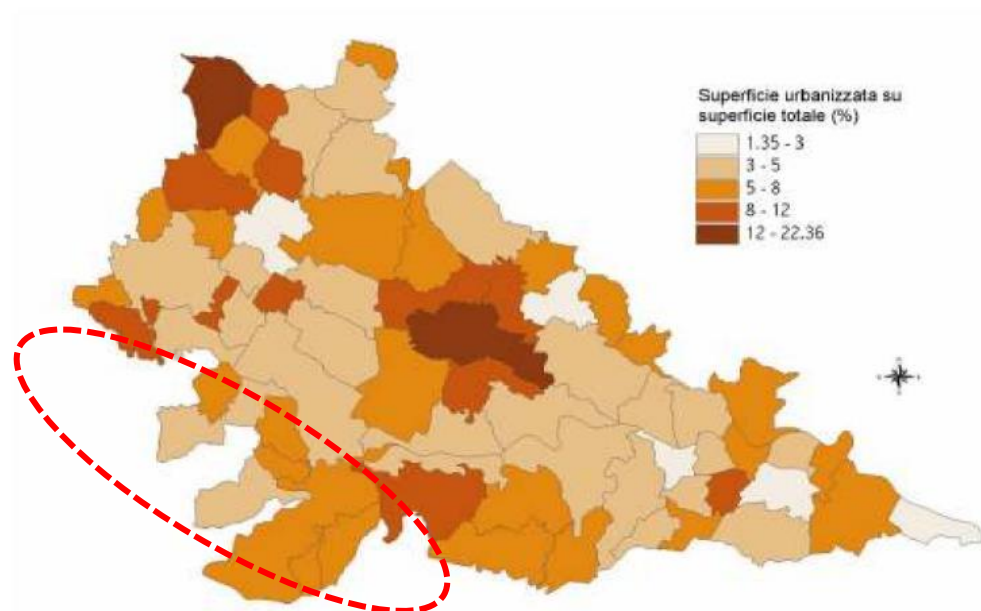 Superficie urbanizzata su
superficie totale (%)
1.35 - 3
3 - 5
5 - 8
8 - 12
12 - 22.36